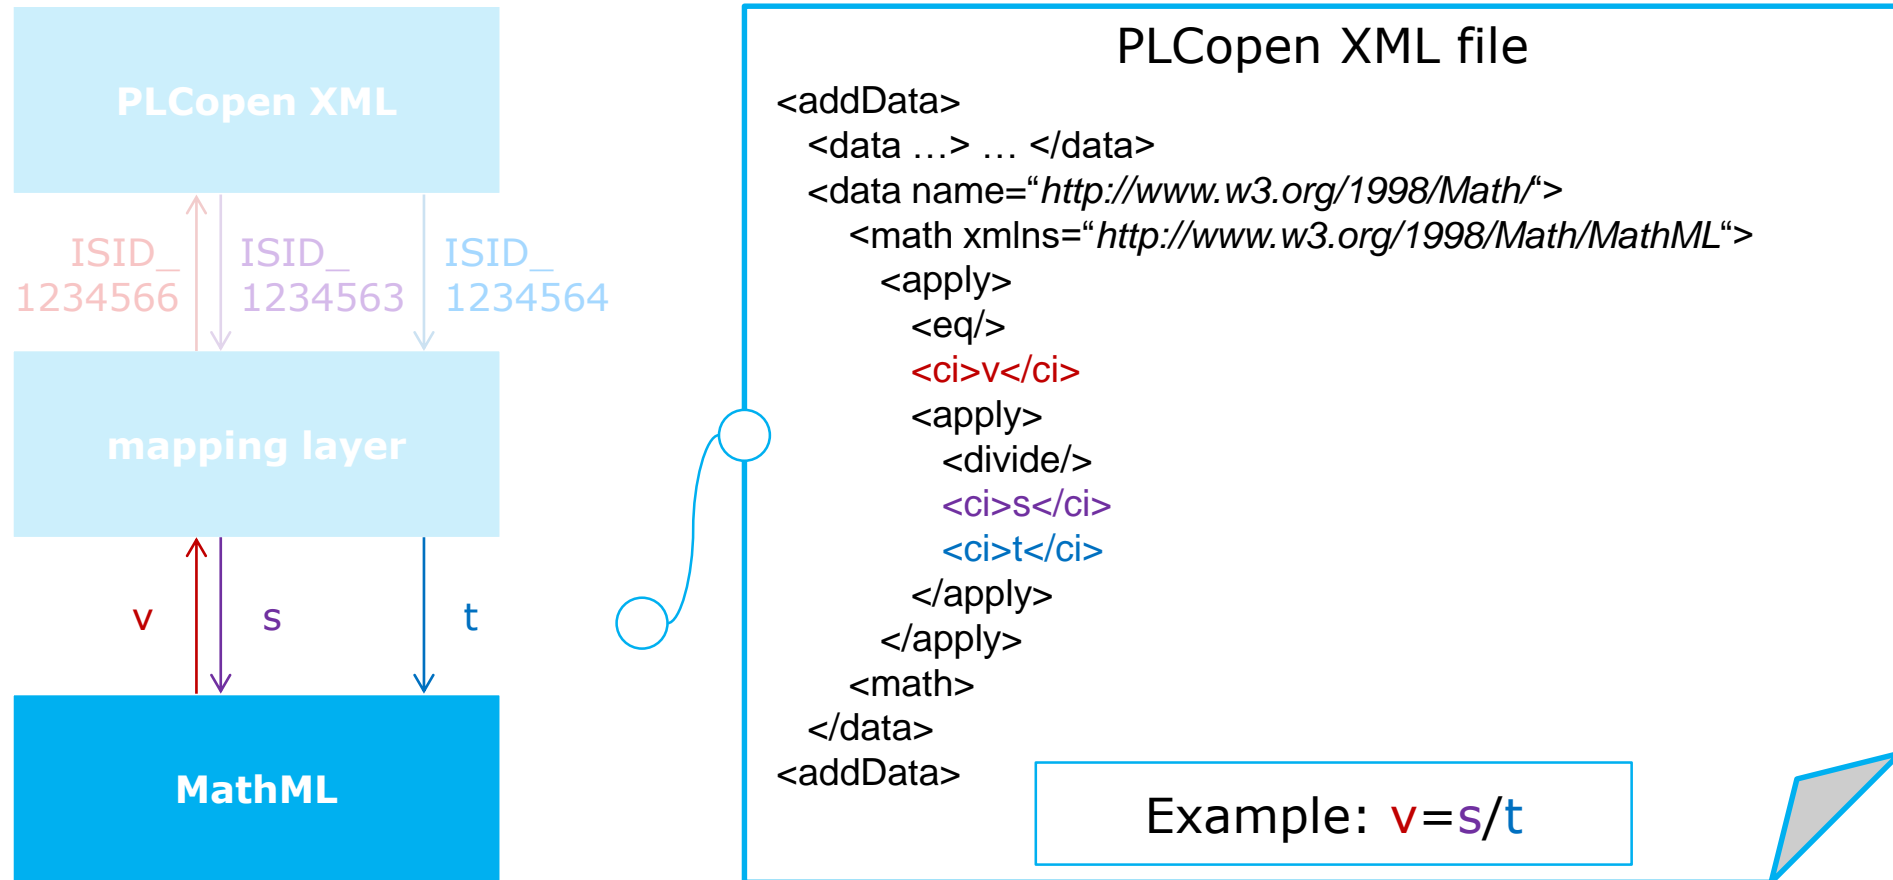 PLCopen XML
ISID_
1234566
ISID_
1234563
ISID_
1234564
mapping layer
v
s
t
MathML
PLCopen XML file
<addData>
<data …> … </data>
<data name=“http://www.w3.org/1998/Math/“>
<math xmlns=“http://www.w3.org/1998/Math/MathML“>
<apply>
<eq/>
<ci>v</ci>
<apply>
<divide/>
<ci>s</ci>
<ci>t</ci>
</apply>
</apply>
<math>
</data>
<addData>
Example: v=s/t